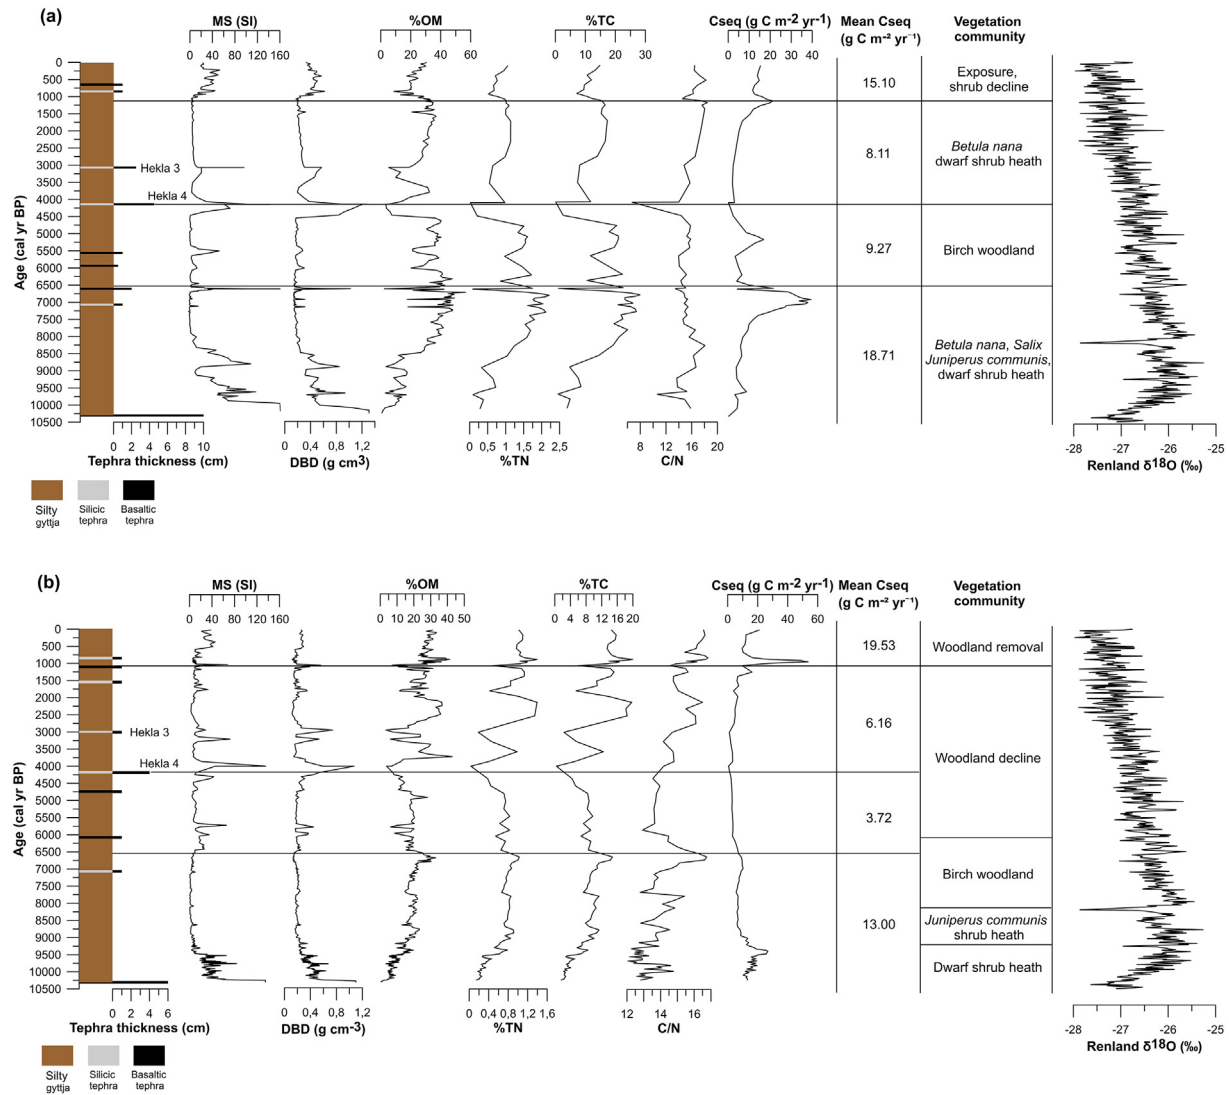 (a)
MS (SI) %OM %TC Cseq (g C m-2 yr-1) Mean Cseq (g C m-2 yr-1) Vegetation community
0 40 80 120 160
0 20 40 60
0 10 20 30
0 10 20 30 40
Age (cal yr BP)
0
500
1000
1500
2000
2500
3000
3500
4000
4500
5000
5500
6000
6500
7000
7500
8000
8500
9000
9500
10000
10500
Hekla 3
Hekla 4
15.10
8.11
9.27
18.71
Exposure,
shrub decline
Betula nana
dwarf shrub heath
Birch woodland
Betula nana, Salix
Juniperus communis,
dwarf shrub heath
0 2 4 6 8 10
Tephra thickness (cm)
0 0,4 0,8 1,2
DBD (g cm3)
0 0,5 1 1,5 2 2,5
%TN
8 12 16 20
C/N
-28 -27 -26 -25
Renland δ18O (‰)
Silty
gyttja
Silicic
tephra
Basaltic
tephra
(b)
MS (SI) %OM %TC Cseq (g C m-2 yr-1) Mean Cseq (g C m-2 yr-1) Vegetation community
0 40 80 120 160
0 10 20 30 40 50
0 4 8 12 16 20
0 20 40 60
Age (cal yr BP)
0
500
1000
1500
2000
2500
3000
3500
4000
4500
5000
5500
6000
6500
7000
7500
8000
8500
9000
9500
10000
10500
Hekla 3
Hekla 4
19.53
6.16
3.72
13.00
Woodland removal
Woodland decline
Birch woodland
Juniperus communis
shrub heath
Dwarf shrub heath
0 2 4 6
Tephra thickness (cm)
0 0,4 0,8 1,2
DBD (g cm-3)
0 0,4 0,8 1,2 1,6
%TN
12 14 16
C/N
-28 -27 -26 -25
Renland δ18O (‰)
Silty
gyttja
Silicic
tephra
Basaltic
tephra